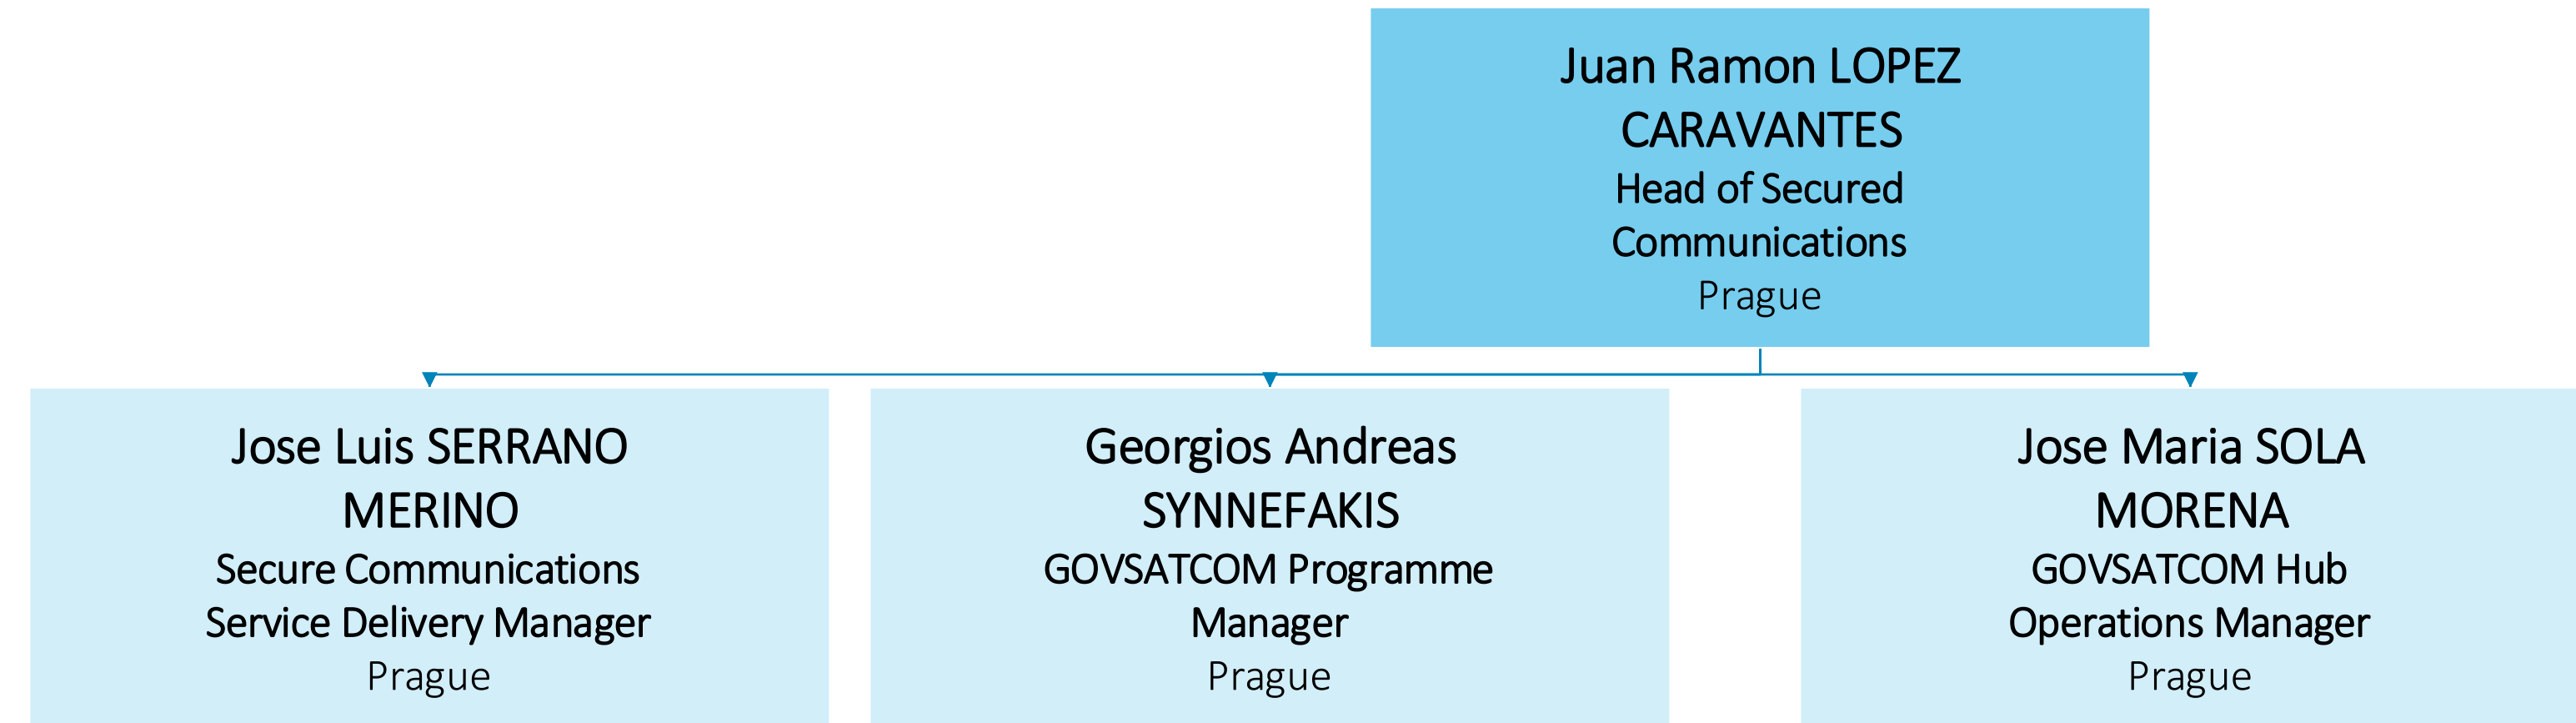 Juan Ramon LOPEZ
CARAVANTES
Head of Secured
Communications
Prague
Jose Luis SERRANO
MERINO
Secure Communications
Service Delivery Manager
Prague
Georgios Andreas
SYNNEFAKIS
GOVSATCOM Programme
Manager
Prague
Jose Maria SOLA
MORENA
GOVSATCOM Hub
Operations Manager
Prague